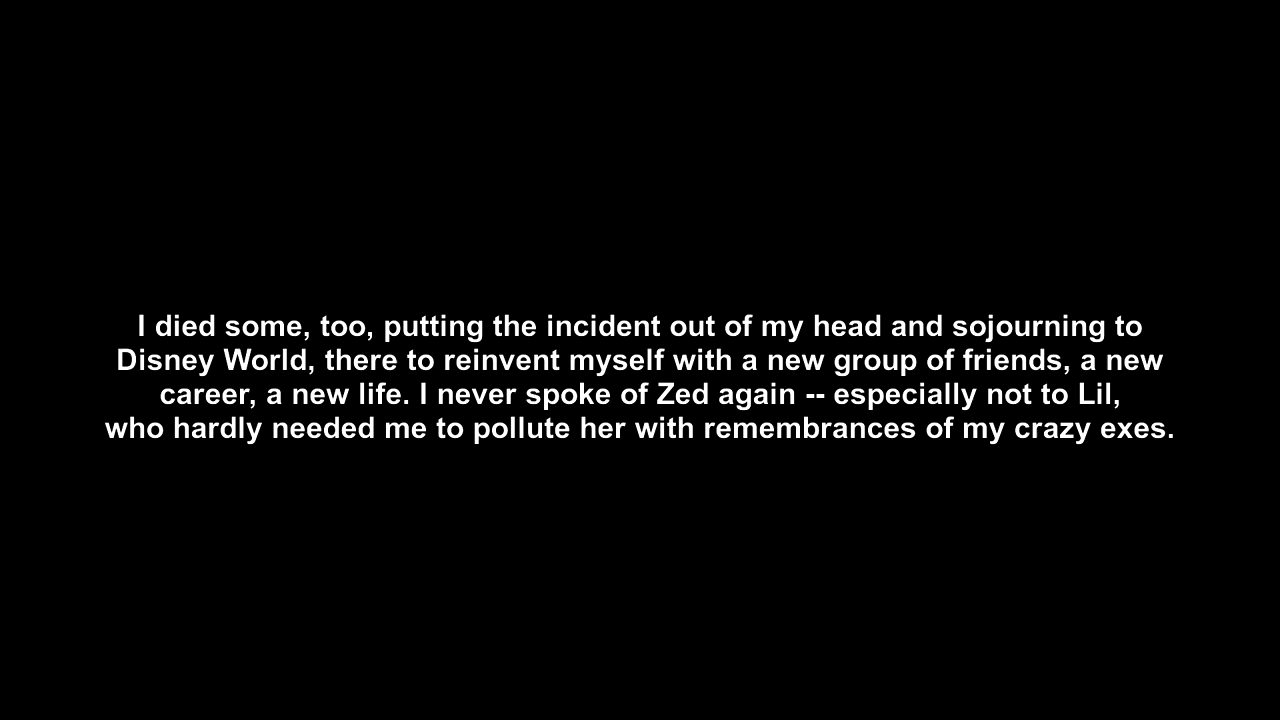 I died some, too, putting the incident out of my head and sojourning to
Disney World, there to reinvent myself with a new group of friends, a new
career, a new life. I never spoke of Zed again -- especially not to Lil,
who hardly needed me to pollute her with remembrances of my crazy exes.